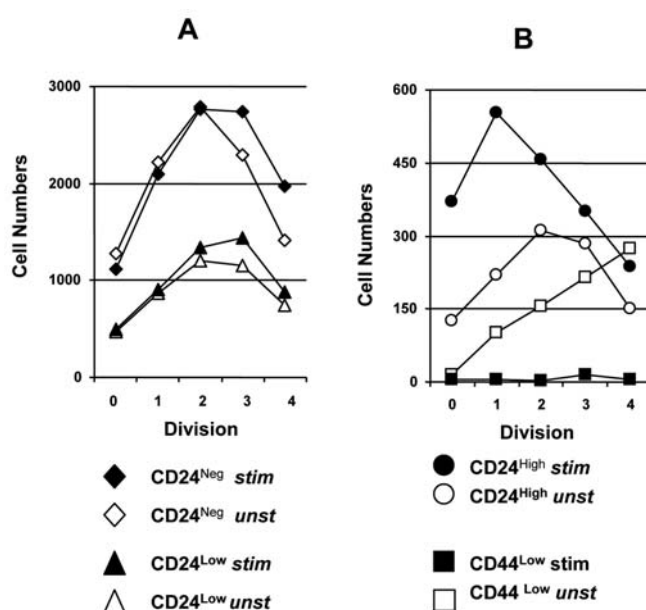 A
3000
2000
1000
0
Cell Numbers
0 1 2 3 4
Division
CD24Neg stim
CD24Neg unst
CD24Low stim
CD24Low unst
B
600
450
300
150
0
Cell Numbers
0 1 2 3 4
Division
CD24High stim
CD24High unst
CD44Low stim
CD44 Low unst